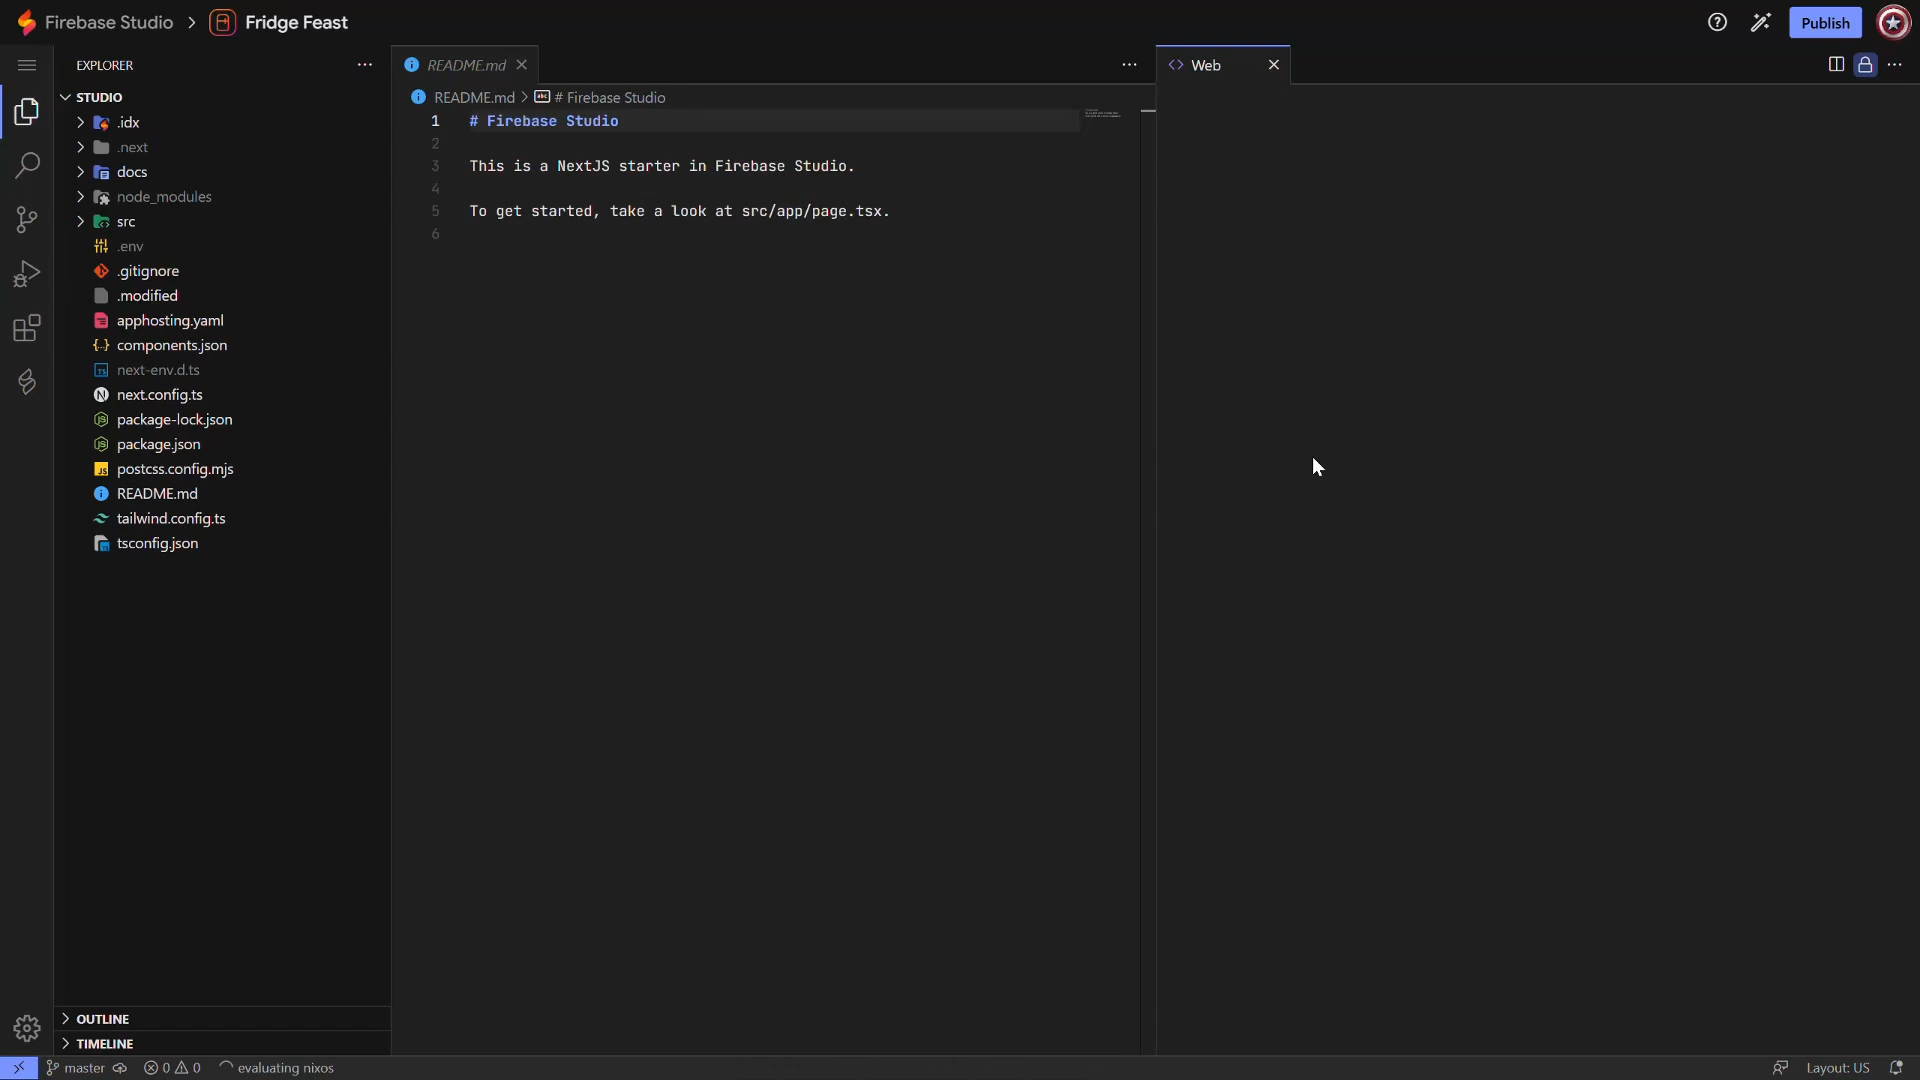 Firebase Studio > Fridge Feast
Publish
EXPLORER
README.md
Web
STUDIO
README.md > # Firebase Studio
.idx
.next
docs
node_modules
src
.env
.gitignore
.modified
apphosting.yaml
components.json
next-env.d.ts
next.config.ts
package-lock.json
package.json
postcss.config.mjs
README.md
tailwind.config.ts
tsconfig.json
1 # Firebase Studio
2
3 This is a NextJS starter in Firebase Studio.
4
5 To get started, take a look at src/app/page.tsx.
6
OUTLINE
TIMELINE
master 0 0 evaluating nixos
Layout: US